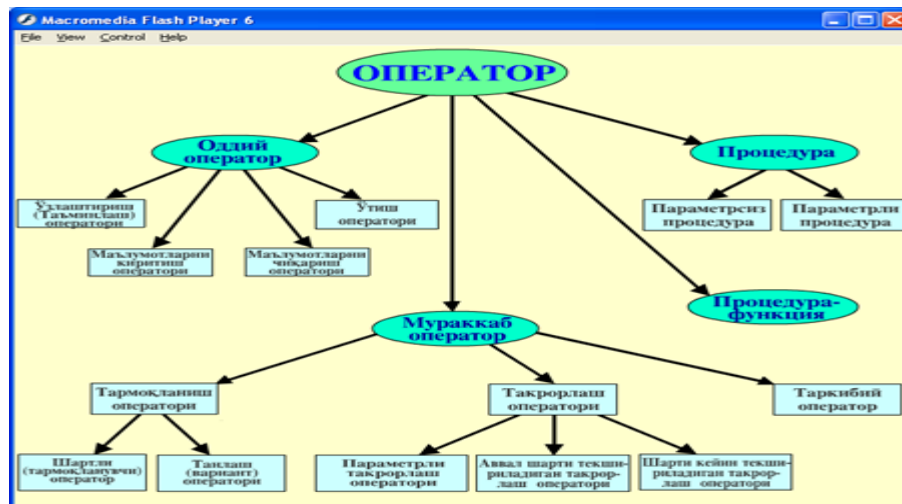 Macromedia Flash Player 6
File View Control Help
ОПЕРАТОР
Оддий
оператор
Процедура
Ўзлаштириш
(Таъминлаш)
оператори
Ўтиш
оператори
Параметрсиз
процедура
Параметрли
процедура
Маълумотларни
киритиш
оператори
Маълумотларни
чиқариш
оператори
Процедура-
функция
Мураккаб
оператор
Тармоқланиш
оператори
Такрорлаш
оператори
Таркибий
оператор
Шартли
(тармоқланувчи)
оператор
Танлаш
(вариант)
оператори
Параметрли
такрорлаш
оператори
Аввал шарти текши-
риладиган такрор-
лаш оператори
Шарти кейин текши-
риладиган такрор-
лаш оператори